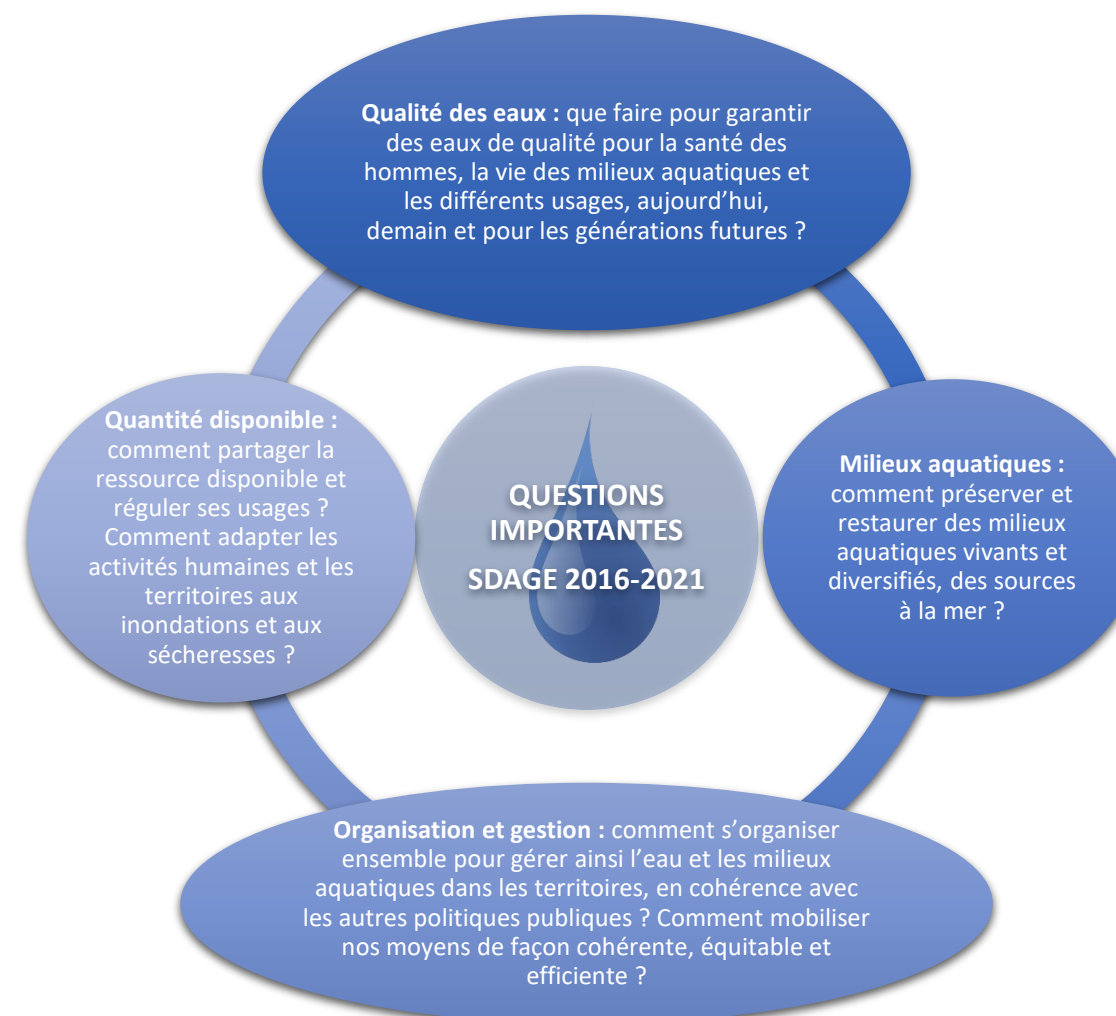 Qualité des eaux : que faire pour garantir
des eaux de qualité pour la santé des
hommes, la vie des milieux aquatiques et
les différents usages, aujourd’hui,
demain et pour les générations futures ?
Quantité disponible :
comment partager la
ressource disponible et
réguler ses usages ?
Comment adapter les
activités humaines et les
territoires aux
inondations et aux
sécheresses ?
QUESTIONS
IMPORTANTES
SDAGE 2016-2021
Milieux aquatiques :
comment préserver et
restaurer des milieux
aquatiques vivants et
diversifiés, des sources
à la mer ?
Organisation et gestion : comment s’organiser
ensemble pour gérer ainsi l’eau et les milieux
aquatiques dans les territoires, en cohérence avec
les autres politiques publiques ? Comment mobiliser
nos moyens de façon cohérente, équitable et
efficiente ?